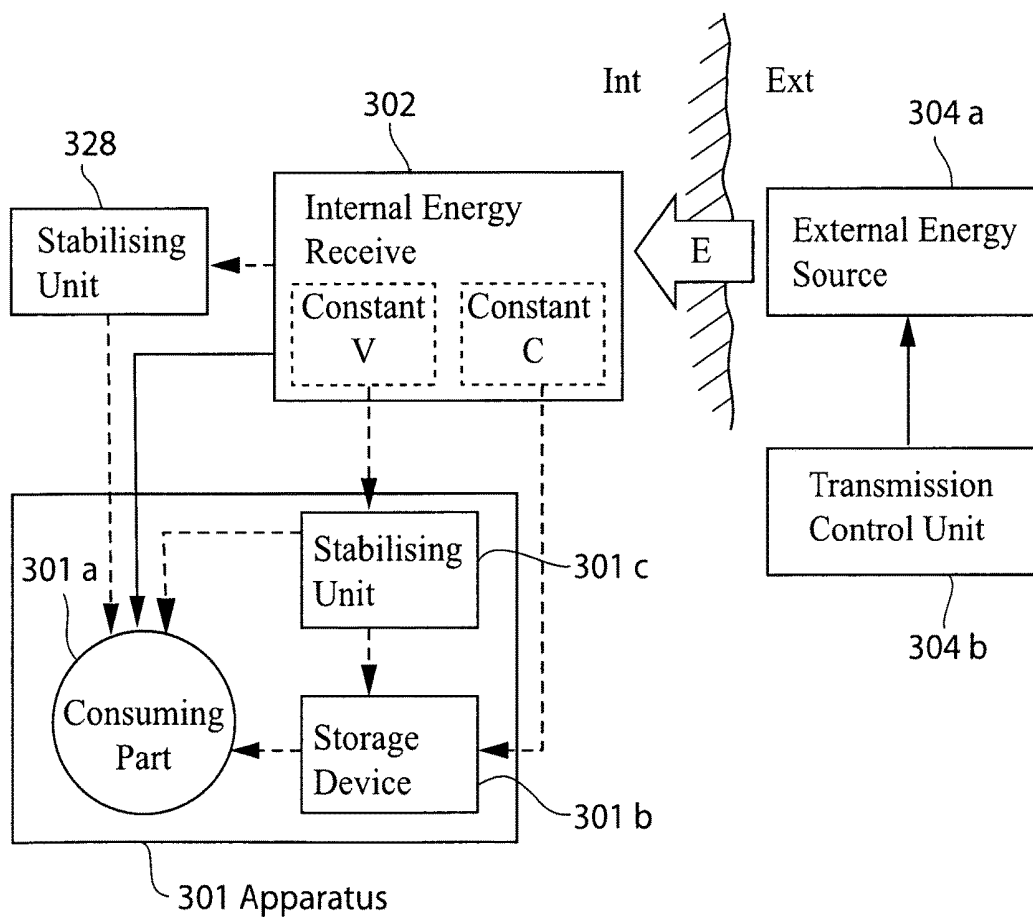 Int
Ext
302
304 a
328
Internal Energy
Receive
External Energy
Source
Stabilising
Unit
E
Constant
V
Constant
C
Transmission
Control Unit
301 a
Stabilising
Unit
301 c
304 b
Consuming
Part
Storage
Device
301 b
301 Apparatus